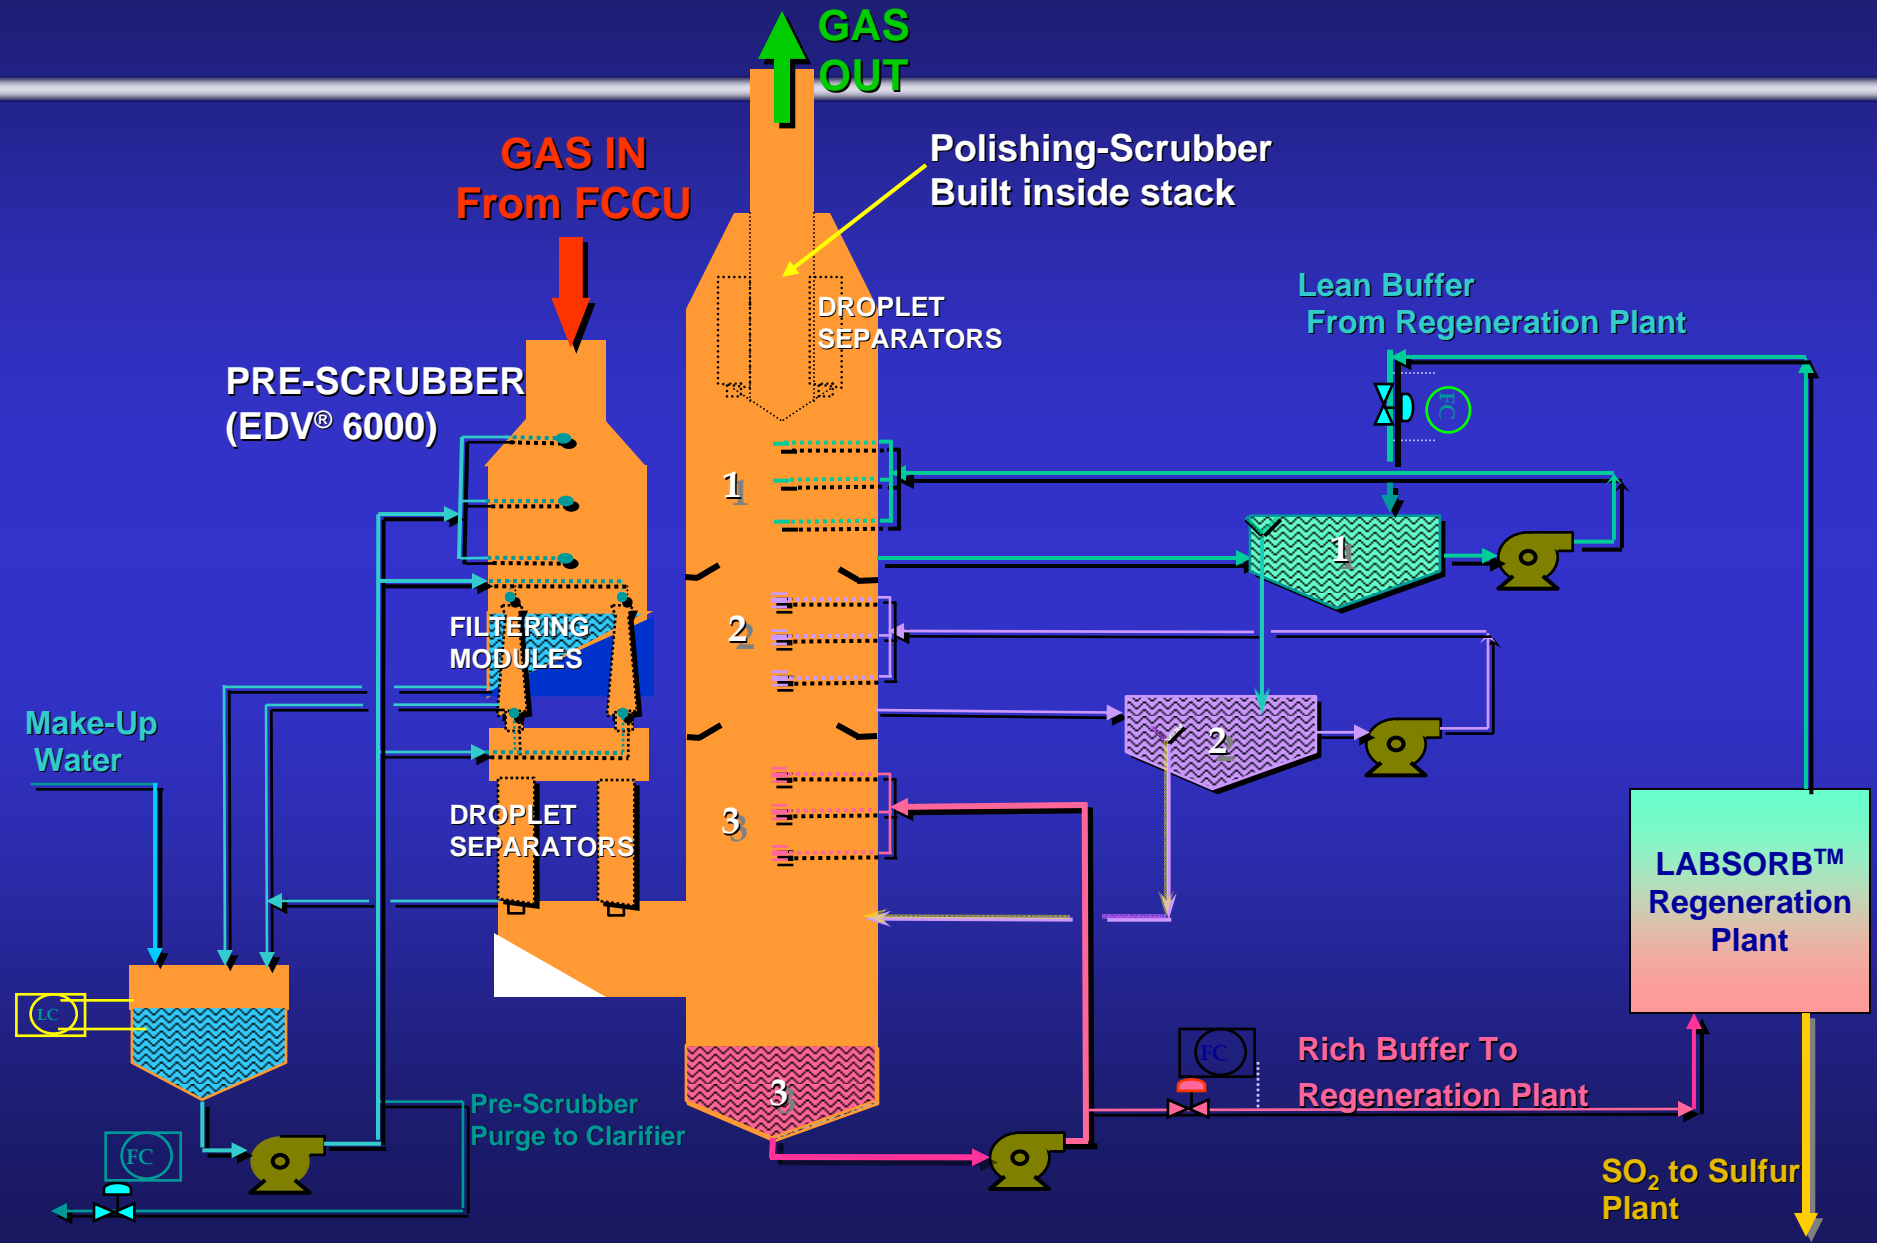 GAS
OUT
GAS IN
From FCCU
Polishing-Scrubber
Built inside stack
DROPLET
SEPARATORS
Lean Buffer
From Regeneration Plant
PRE-SCRUBBER
(EDV® 6000)
FC
1
1
2
FILTERING
MODULES
2
Make-Up
Water
3
DROPLET
SEPARATORS
LABSORB™
Regeneration
Plant
LC
3
FC
Rich Buffer To
Regeneration Plant
Pre-Scrubber
Purge to Clarifier
FC
SO₂ to Sulfur
Plant